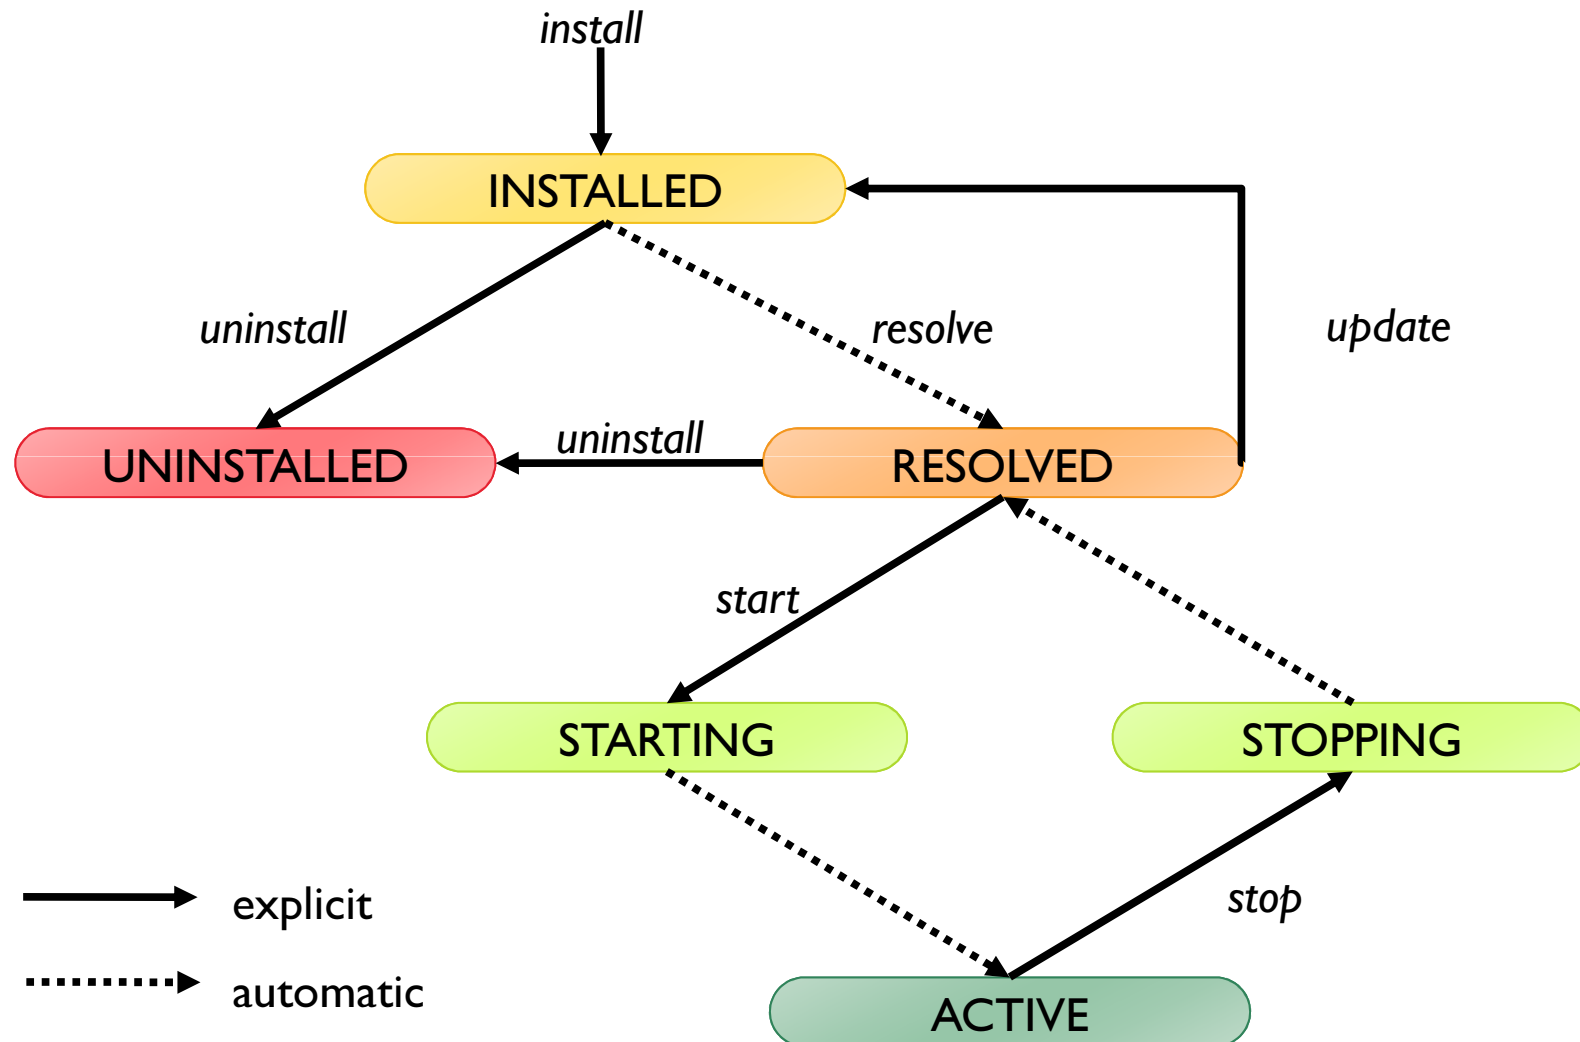 install
INSTALLED
uninstall
resolve
update
uninstall
UNINSTALLED
RESOLVED
start
STARTING
STOPPING
explicit
stop
automatic
ACTIVE